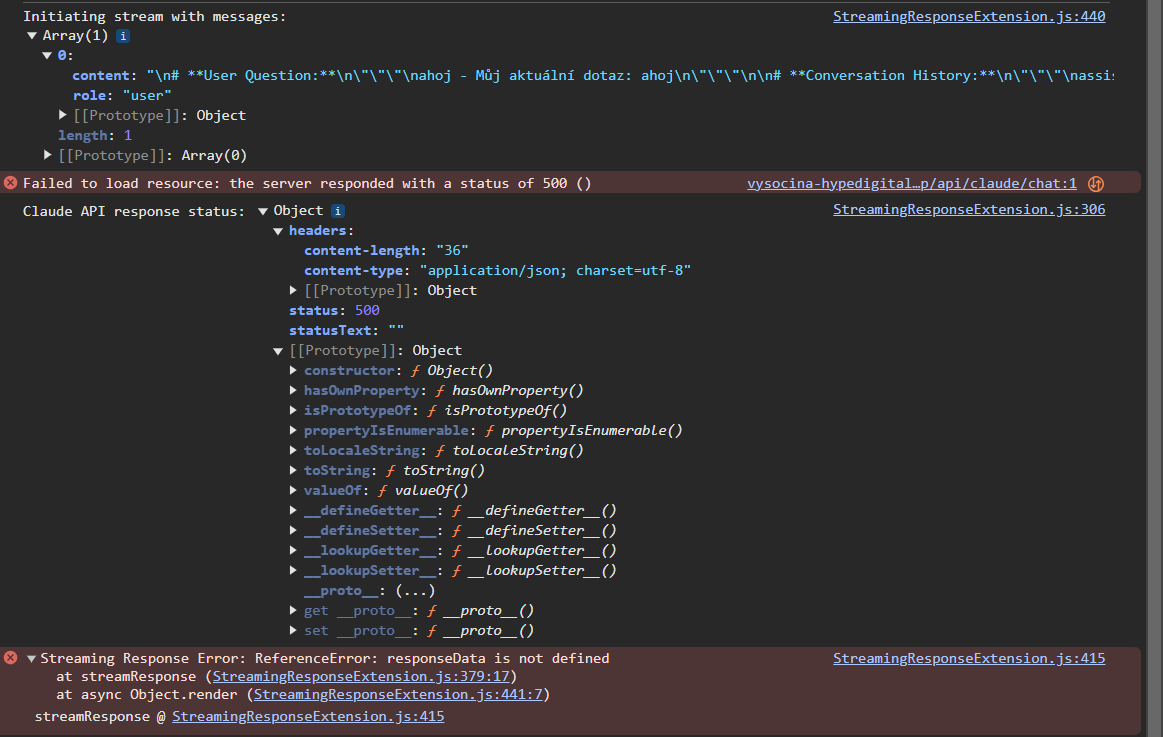 Initiating stream with messages: StreamingResponseExtension.js:440
▼ Array(1) i
▼ 0:
content: "\n# **User Question:**\n\"\"\"\nahoj - Můj aktuální dotaz: ahoj\n\"\"\"\n\n# **Conversation History:**\n\"\"\"\nassis
role: "user"
▶ [[Prototype]]: Object
length: 1
▶ [[Prototype]]: Array(0)
Failed to load resource: the server responded with a status of 500 () vysocina-hypedigital…p/api/claude/chat:1
Claude API response status: ▼ Object i StreamingResponseExtension.js:306
▼ headers:
content-length: "36"
content-type: "application/json; charset=utf-8"
▶ [[Prototype]]: Object
status: 500
statusText: ""
▼ [[Prototype]]: Object
▶ constructor: ƒ Object()
▶ hasOwnProperty: ƒ hasOwnProperty()
▶ isPrototypeOf: ƒ isPrototypeOf()
▶ propertyIsEnumerable: ƒ propertyIsEnumerable()
▶ toLocaleString: ƒ toLocaleString()
▶ toString: ƒ toString()
▶ valueOf: ƒ valueOf()
▶ __defineGetter__: ƒ __defineGetter__()
▶ __defineSetter__: ƒ __defineSetter__()
▶ __lookupGetter__: ƒ __lookupGetter__()
▶ __lookupSetter__: ƒ __lookupSetter__()
__proto__: (...)
▶ get __proto__: ƒ __proto__()
▶ set __proto__: ƒ __proto__()
▼ Streaming Response Error: ReferenceError: responseData is not defined StreamingResponseExtension.js:415
at streamResponse (StreamingResponseExtension.js:379:17)
at async Object.render (StreamingResponseExtension.js:441:7)
streamResponse @ StreamingResponseExtension.js:415